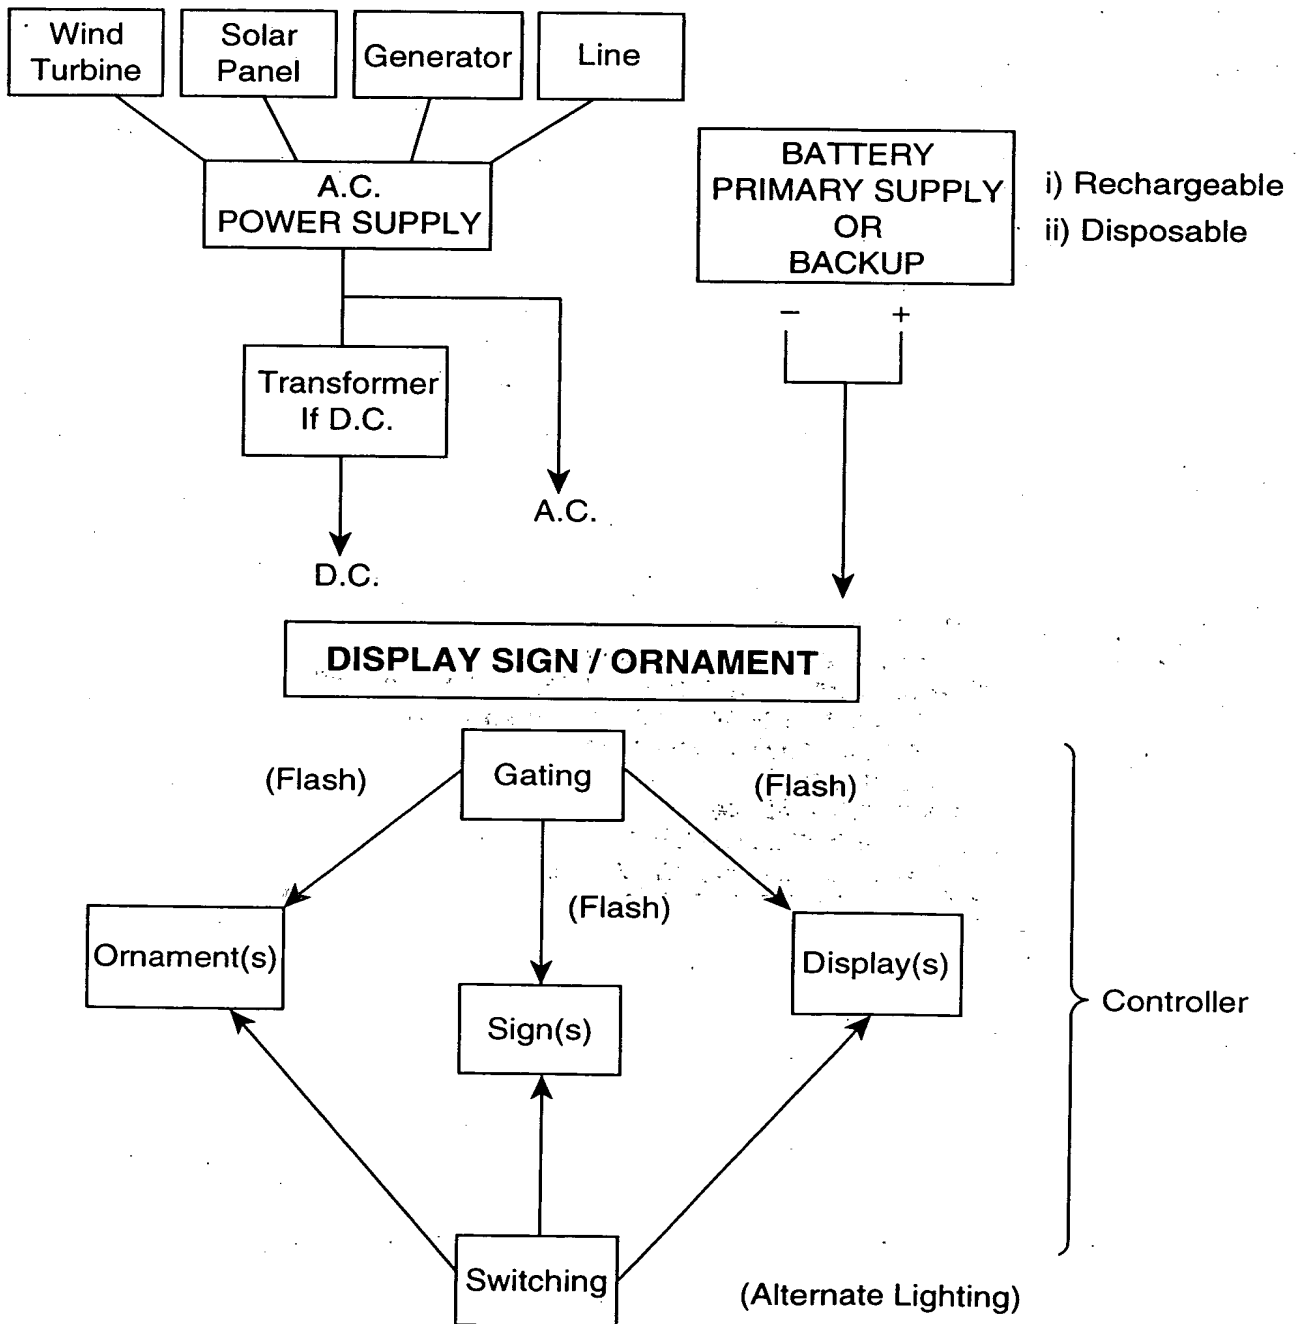 Wind
Turbine
Solar
Panel
Generator
Line
A.C.
POWER SUPPLY
BATTERY
PRIMARY SUPPLY
OR
BACKUP
i) Rechargeable
ii) Disposable
– +
Transformer
If D.C.
A.C.
D.C.
DISPLAY SIGN / ORNAMENT
Gating
(Flash)
(Flash)
(Flash)
Ornament(s)
Display(s)
Sign(s)
Controller
Switching
(Alternate Lighting)